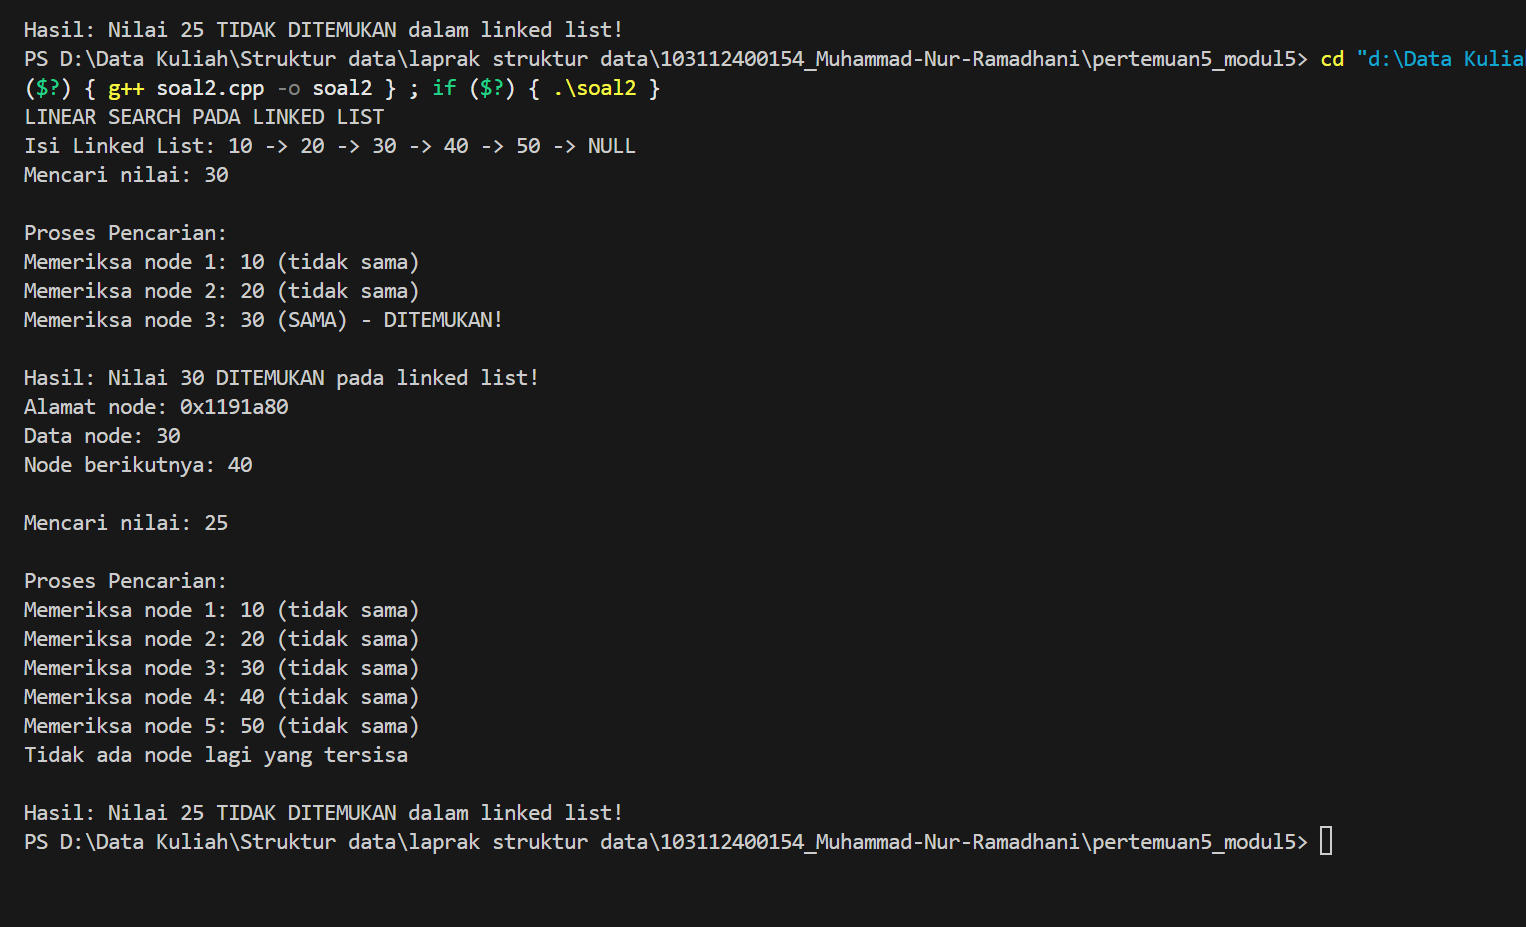 Hasil: Nilai 25 TIDAK DITEMUKAN dalam linked list!
PS D:\Data Kuliah\Struktur data\laprak struktur data\103112400154_Muhammad-Nur-Ramadhani\pertemuan5_modul5> cd "d:\Data Kulia
($?) { g++ soal2.cpp -o soal2 } ; if ($?) { .\soal2 }
LINEAR SEARCH PADA LINKED LIST
Isi Linked List: 10 -> 20 -> 30 -> 40 -> 50 -> NULL
Mencari nilai: 30
Proses Pencarian:
Memeriksa node 1: 10 (tidak sama)
Memeriksa node 2: 20 (tidak sama)
Memeriksa node 3: 30 (SAMA) - DITEMUKAN!
Hasil: Nilai 30 DITEMUKAN pada linked list!
Alamat node: 0x1191a80
Data node: 30
Node berikutnya: 40
Mencari nilai: 25
Proses Pencarian:
Memeriksa node 1: 10 (tidak sama)
Memeriksa node 2: 20 (tidak sama)
Memeriksa node 3: 30 (tidak sama)
Memeriksa node 4: 40 (tidak sama)
Memeriksa node 5: 50 (tidak sama)
Tidak ada node lagi yang tersisa
Hasil: Nilai 25 TIDAK DITEMUKAN dalam linked list!
PS D:\Data Kuliah\Struktur data\laprak struktur data\103112400154_Muhammad-Nur-Ramadhani\pertemuan5_modul5>